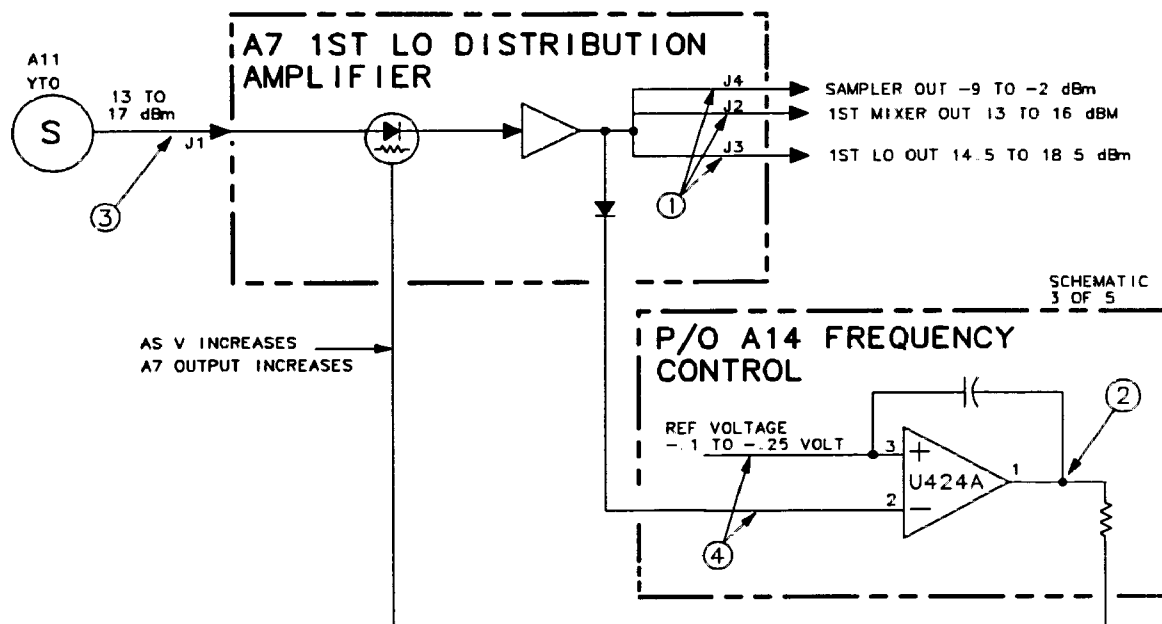 A11
YTO
S
13 TO
17 dBm
J1
3
A7 1ST LO DISTRIBUTION
AMPLIFIER
J4
J2
J3
1
SAMPLER OUT -9 TO -2 dBm
1ST MIXER OUT 13 TO 16 dBM
1ST LO OUT 14.5 TO 18 5 dBm
AS V INCREASES
A7 OUTPUT INCREASES
SCHEMATIC
3 OF 5
P/O A14 FREQUENCY
CONTROL
REF VOLTAGE
-.1 TO -.25 VOLT
3
+
U424A
1
2
-
2
4